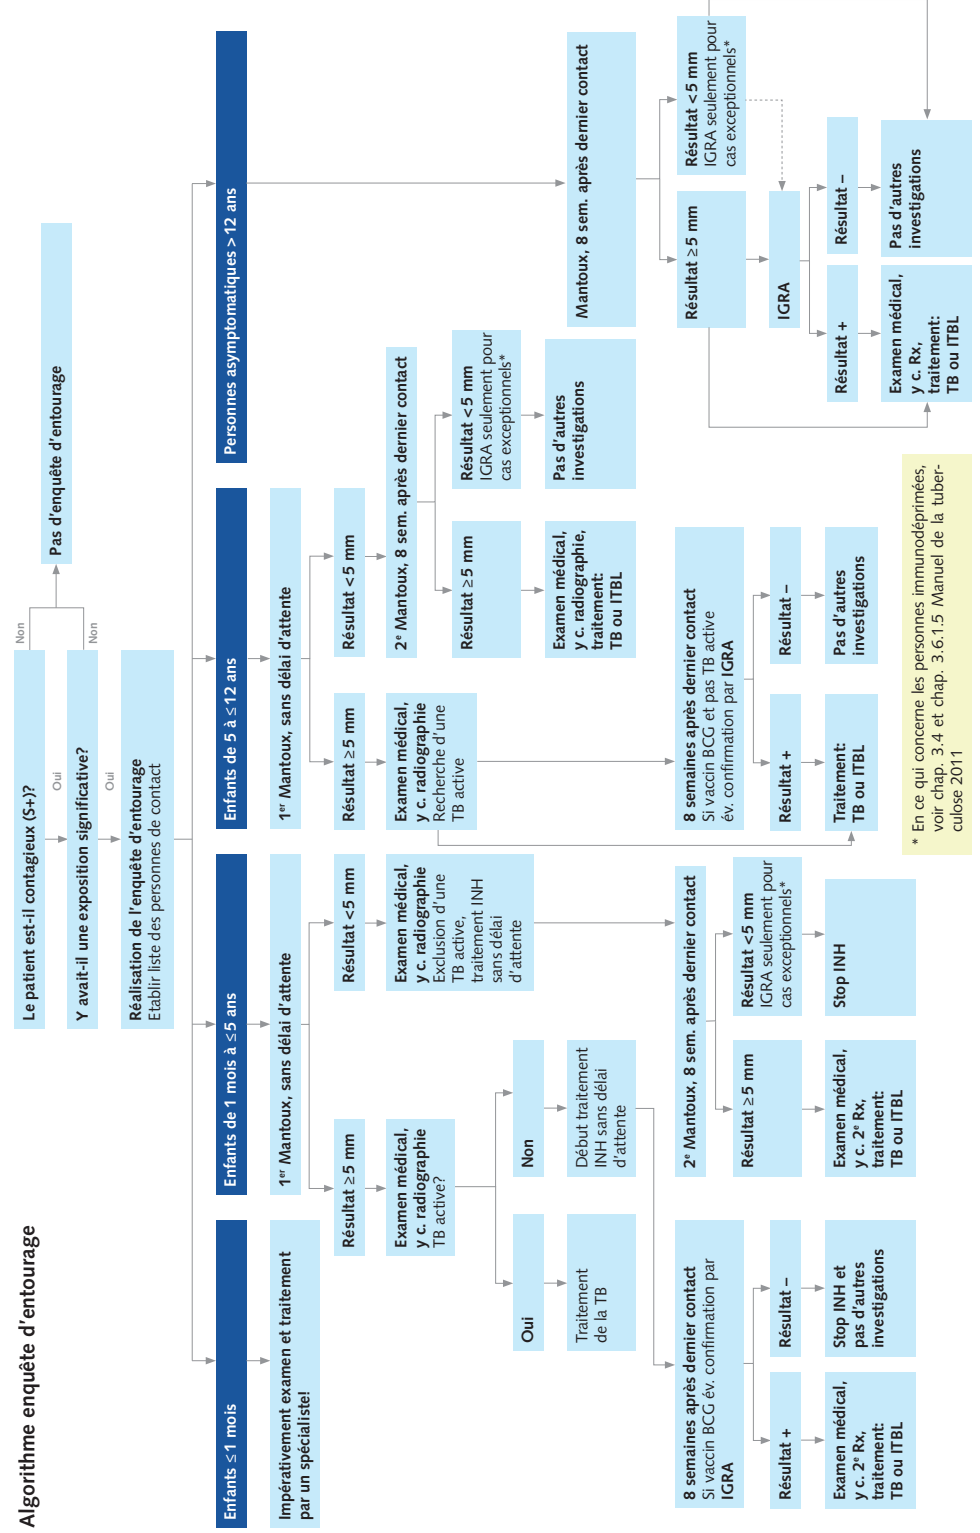 Algorithme enquête d'entourage
Le patient est-il contagieux (S+)?
Non
Oui
Y avait-il une exposition significative?
Non
Oui
Pas d'enquête d'entourage
Réalisation de l'enquête d'entourage
Etablir liste des personnes de contact
Enfants ≤1 mois
Impérativement examen et traitement
par un spécialiste!
Enfants de 1 mois à ≤5 ans
1er Mantoux, sans délai d'attente
Résultat ≥5 mm
Examen médical,
y c. radiographie
TB active?
Oui
Traitement
de la TB
Non
Début traitement
INH sans délai
d'attente
8 semaines après dernier contact
Si vaccin BCG év. confirmation par
IGRA
Résultat +
Examen médical,
y c. 2e Rx,
traitement:
TB ou ITBL
Résultat –
Stop INH et
pas d'autres
investigations
Résultat <5 mm
Examen médical,
y c. radiographie
Exclusion d'une
TB active,
traitement INH
sans délai
d'attente
2e Mantoux, 8 sem. après dernier contact
Résultat ≥5 mm
Examen médical,
y c. 2e Rx,
traitement:
TB ou ITBL
Résultat <5 mm
IGRA seulement pour
cas exceptionnels*
Stop INH
Enfants de 5 à ≤12 ans
1er Mantoux, sans délai d'attente
Résultat ≥5 mm
Examen médical,
y c. radiographie
Recherche d'une
TB active
8 semaines après dernier contact
Si vaccin BCG et pas TB active
év. confirmation par IGRA
Résultat +
Traitement:
TB ou ITBL
Résultat –
Pas d'autres
investigations
Résultat <5 mm
2e Mantoux, 8 sem. après dernier contact
Résultat ≥5 mm
Examen médical,
y c. radiographie,
traitement:
TB ou ITBL
Résultat <5 mm
IGRA seulement pour
cas exceptionnels*
Pas d'autres
investigations
Personnes asymptomatiques >12 ans
Mantoux, 8 sem. après dernier contact
Résultat ≥5 mm
Résultat <5 mm
IGRA seulement pour
cas exceptionnels*
IGRA
Résultat +
Examen médical,
y c. Rx,
traitement:
TB ou ITBL
Résultat –
Pas d'autres
investigations
* En ce qui concerne les personnes immunodéprimées,
voir chap. 3.4 et chap. 3.6.1.5 Manuel de la tuber-
culose 2011